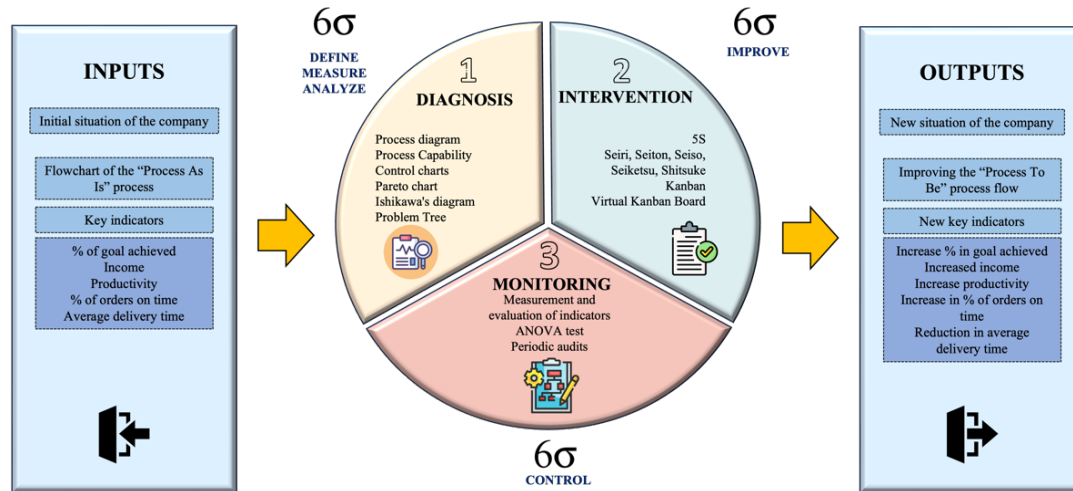 INPUTS
Initial situation of the company
Flowchart of the “Process As
Is” process
Key indicators
% of goal achieved
Income
Productivity
% of orders on time
Average delivery time
6σ
DEFINE
MEASURE
ANALYZE
1
DIAGNOSIS
Process diagram
Process Capability
Control charts
Pareto chart
Ishikawa's diagram
Problem Tree
6σ
IMPROVE
2
INTERVENTION
5S
Seiri, Seiton, Seiso,
Seiketsu, Shitsuke
Kanban
Virtual Kanban Board
3
MONITORING
Measurement and
evaluation of indicators
ANOVA test
Periodic audits
6σ
CONTROL
OUTPUTS
New situation of the company
Improving the “Process To
Be” process flow
New key indicators
Increase % in goal achieved
Increased income
Increase productivity
Increase in % of orders on
time
Reduction in average
delivery time